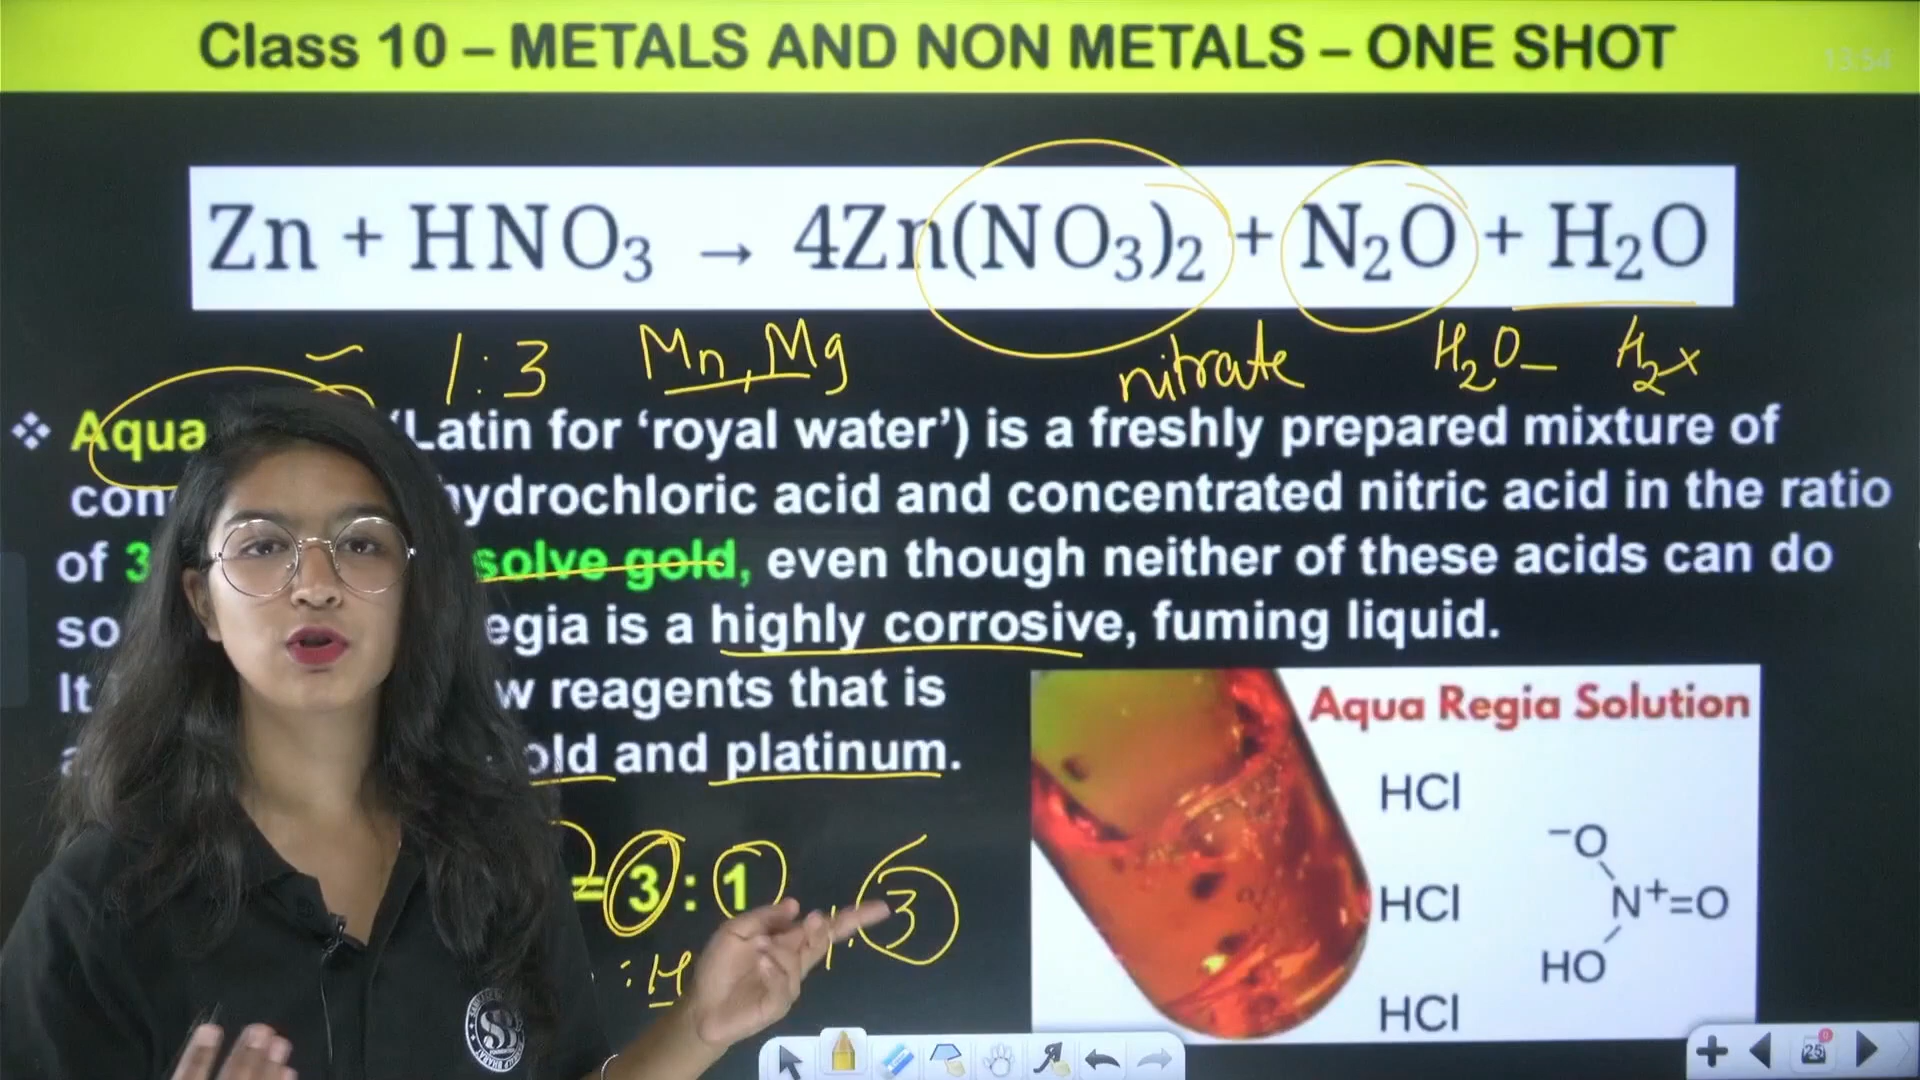 Class 10 – METALS AND NON METALS – ONE SHOT
13:54
Zn + HNO₃ → 4Zn(NO₃)₂ + N₂O + H₂O
1:3 Mn, Mg nitrate H₂O H₂ x
❖ Aqua (Latin for ‘royal water’) is a freshly prepared mixture of
hydrochloric acid and concentrated nitric acid in the ratio
of 3 solve gold, even though neither of these acids can do
so egia is a highly corrosive, fuming liquid.
It w reagents that is
old and platinum.
= 3 : 1
3
: H
Aqua Regia Solution
HCl
HCl
HCl
⁻O
N⁺=O
HO
25